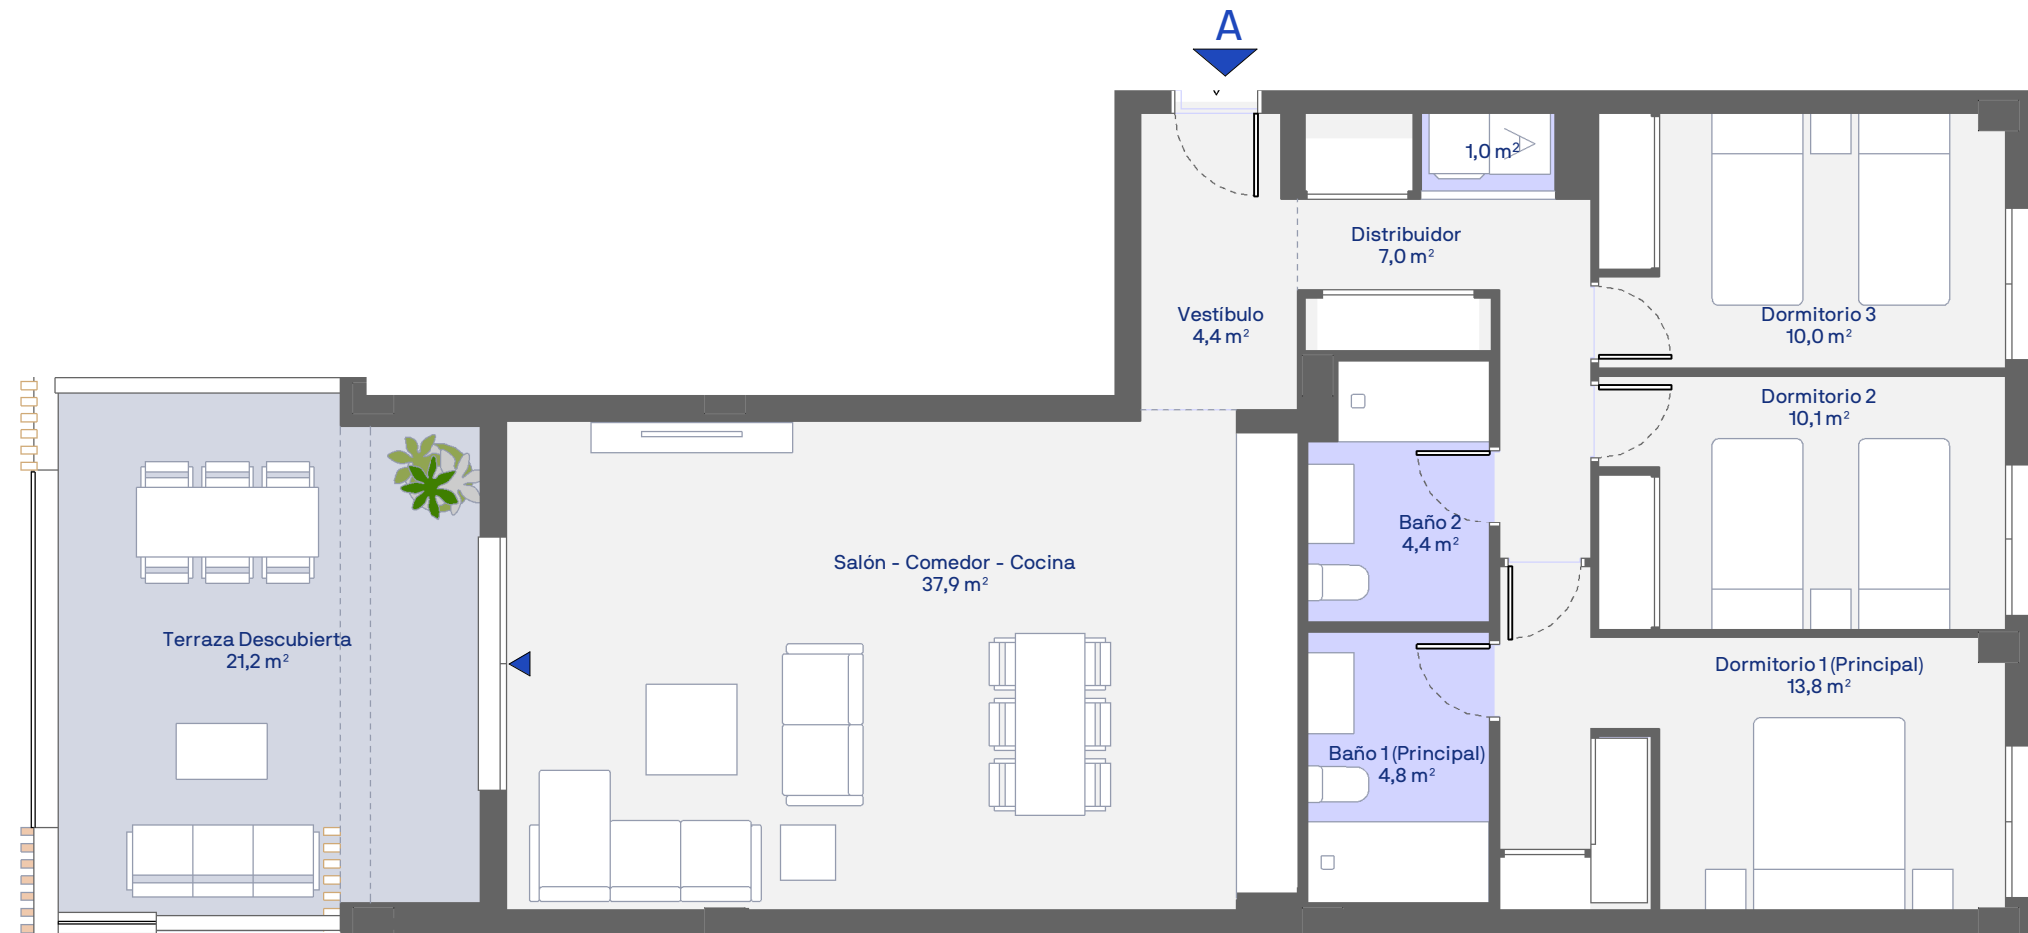 A
1,0 m²
Distribuidor
7,0 m²
Vestíbulo
4,4 m²
Dormitorio 3
10,0 m²
Dormitorio 2
10,1 m²
Baño 2
4,4 m²
Salón - Comedor - Cocina
37,9 m²
Terraza Descubierta
21,2 m²
Dormitorio 1 (Principal)
13,8 m²
Baño 1 (Principal)
4,8 m²